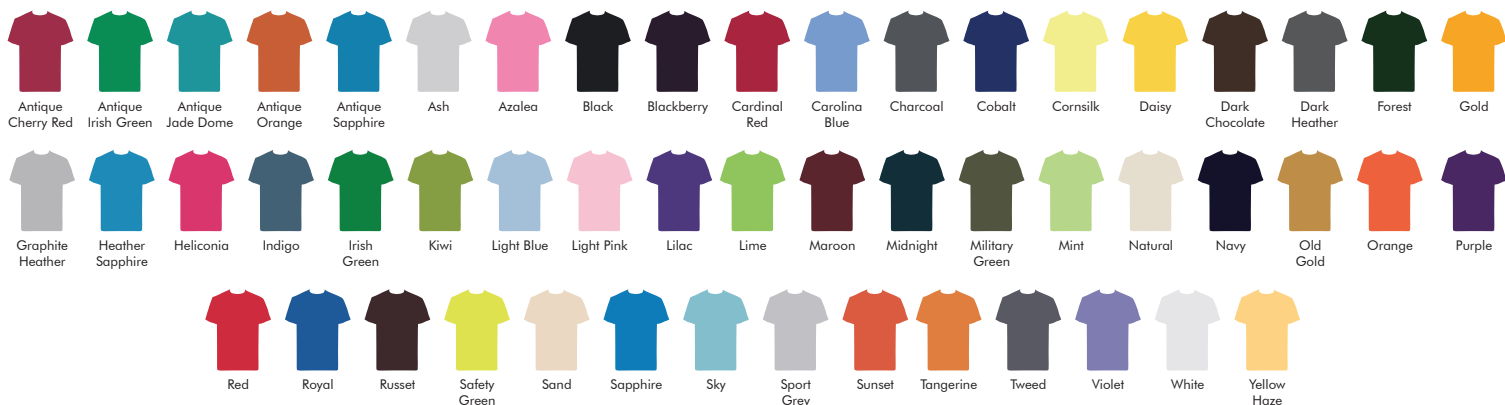 Antique Cherry Red
Antique Irish Green
Antique Jade Dome
Antique Orange
Antique Sapphire
Ash
Azalea
Black
Blackberry
Cardinal Red
Carolina Blue
Charcoal
Cobalt
Cornsilk
Daisy
Dark Chocolate
Dark Heather
Forest
Gold
Graphite Heather
Heather Sapphire
Heliconia
Indigo
Irish Green
Kiwi
Light Blue
Light Pink
Lilac
Lime
Maroon
Midnight
Military Green
Mint
Natural
Navy
Old Gold
Orange
Purple
Red
Royal
Russet
Safety Green
Sand
Sapphire
Sky
Sport Grey
Sunset
Tangerine
Tweed
Violet
White
Yellow Haze